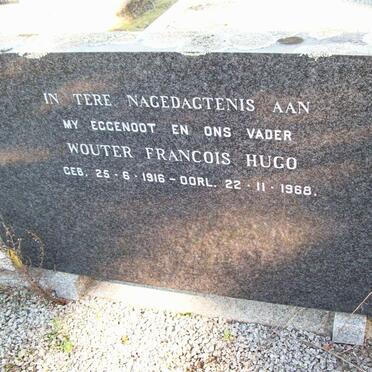 IN TERE NAGEDAGTENIS AAN
MY EGGENOOT EN ONS VADER
WOUTER FRANCOIS HUGO
GEB. 25·6·1916 – OORL. 22·11·1968.